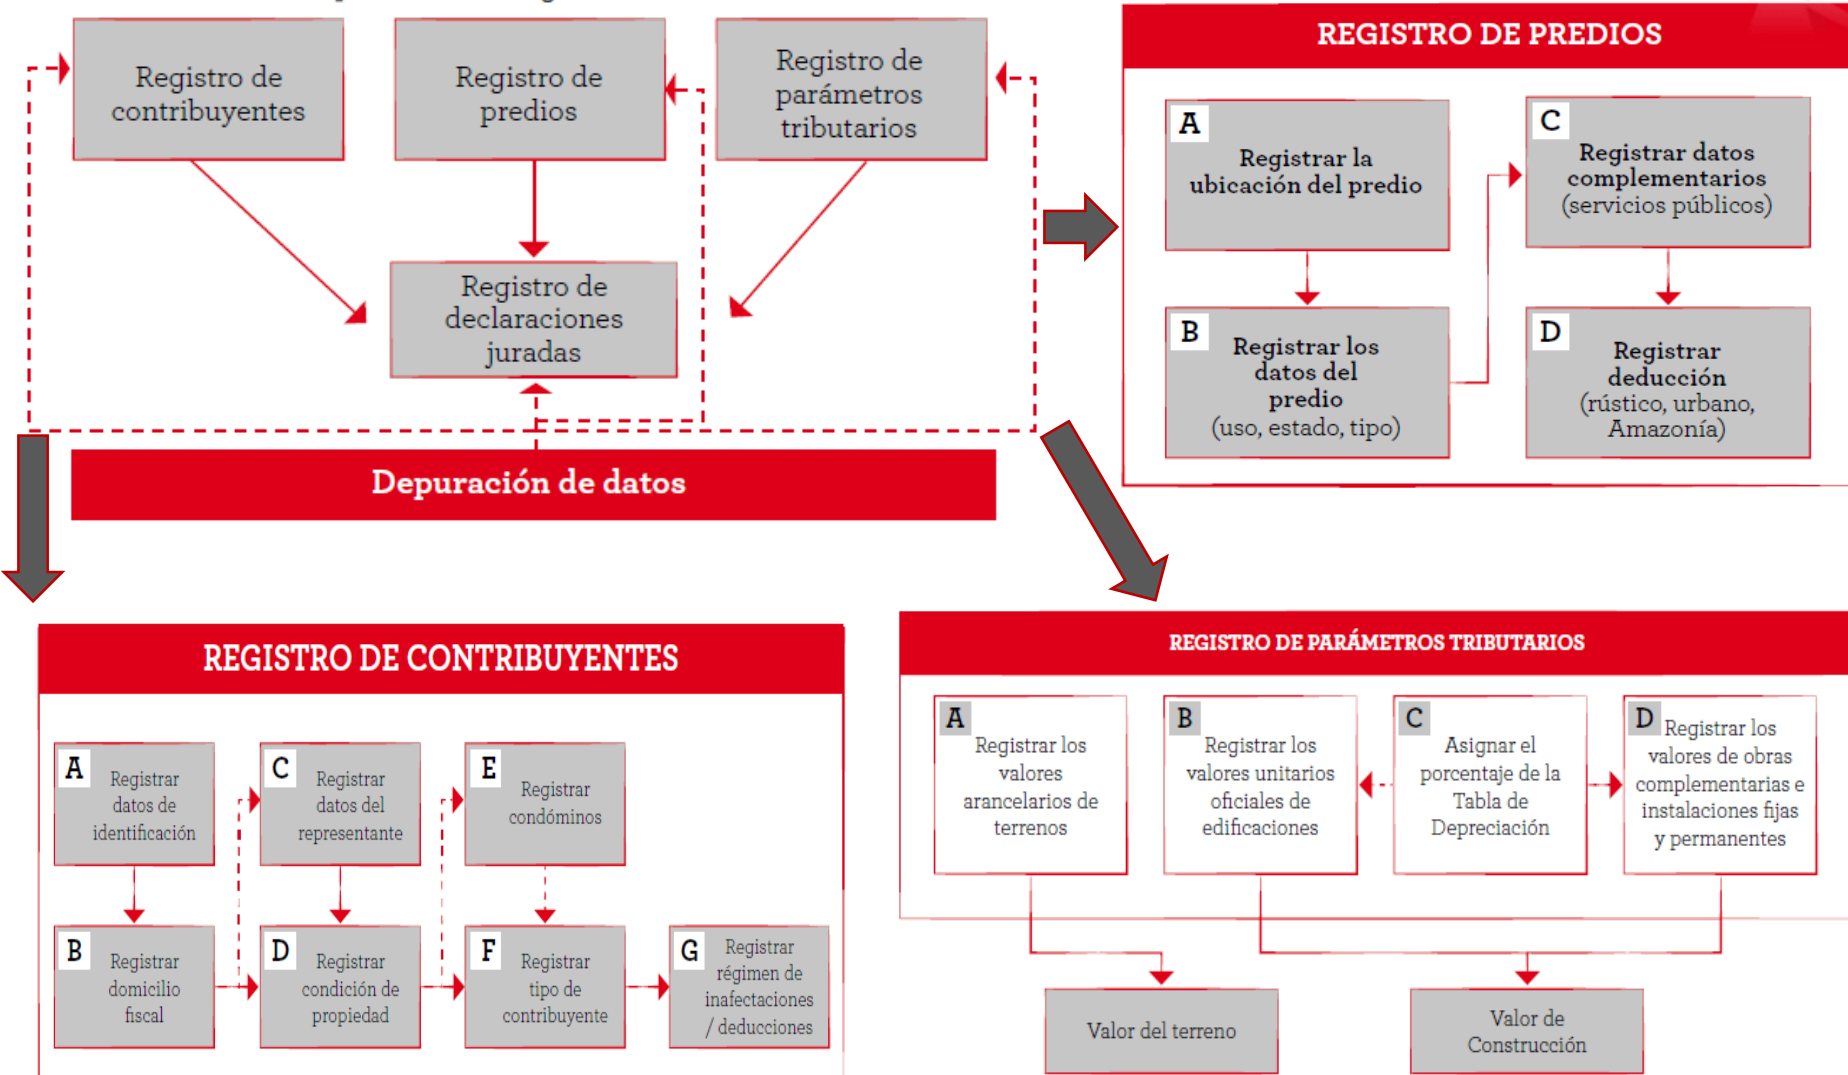 Registro de
contribuyentes
Registro de
predios
Registro de
parámetros
tributarios
Registro de
declaraciones
juradas
Depuración de datos
REGISTRO DE PREDIOS
A
Registrar la
ubicación del predio
B
Registrar los
datos del
predio
(uso, estado, tipo)
C
Registrar datos
complementarios
(servicios públicos)
D
Registrar
deducción
(rústico, urbano,
Amazonía)
REGISTRO DE CONTRIBUYENTES
A
Registrar
datos de
identificación
B
Registrar
domicilio
fiscal
C
Registrar
datos del
representante
D
Registrar
condición de
propiedad
E
Registrar
condóminos
F
Registrar
tipo de
contribuyente
G
Registrar
régimen de
inafectaciones
/ deducciones
REGISTRO DE PARÁMETROS TRIBUTARIOS
A
Registrar los
valores
arancelarios de
terrenos
B
Registrar los
valores unitarios
oficiales de
edificaciones
C
Asignar el
porcentaje de la
Tabla de
Depreciación
D
Registrar los
valores de obras
complementarias e
instalaciones fijas
y permanentes
Valor del terreno
Valor de
Construcción